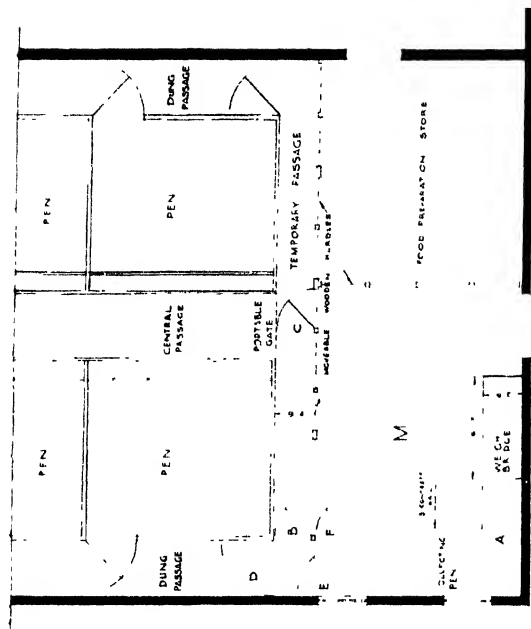 PEN
PEN
DUNG
PASSAGE
TEMPORARY PASSAGE
MOVEABLE WOODEN HURDLES
FOOD PREPARATION STORE
CENTRAL
PASSAGE
PORTABLE
GATE
C
PEN
PEN
DUNG
PASSAGE
D
B
F
E
M
COLLECTING
PEN
WEIGH
BRIDGE
A